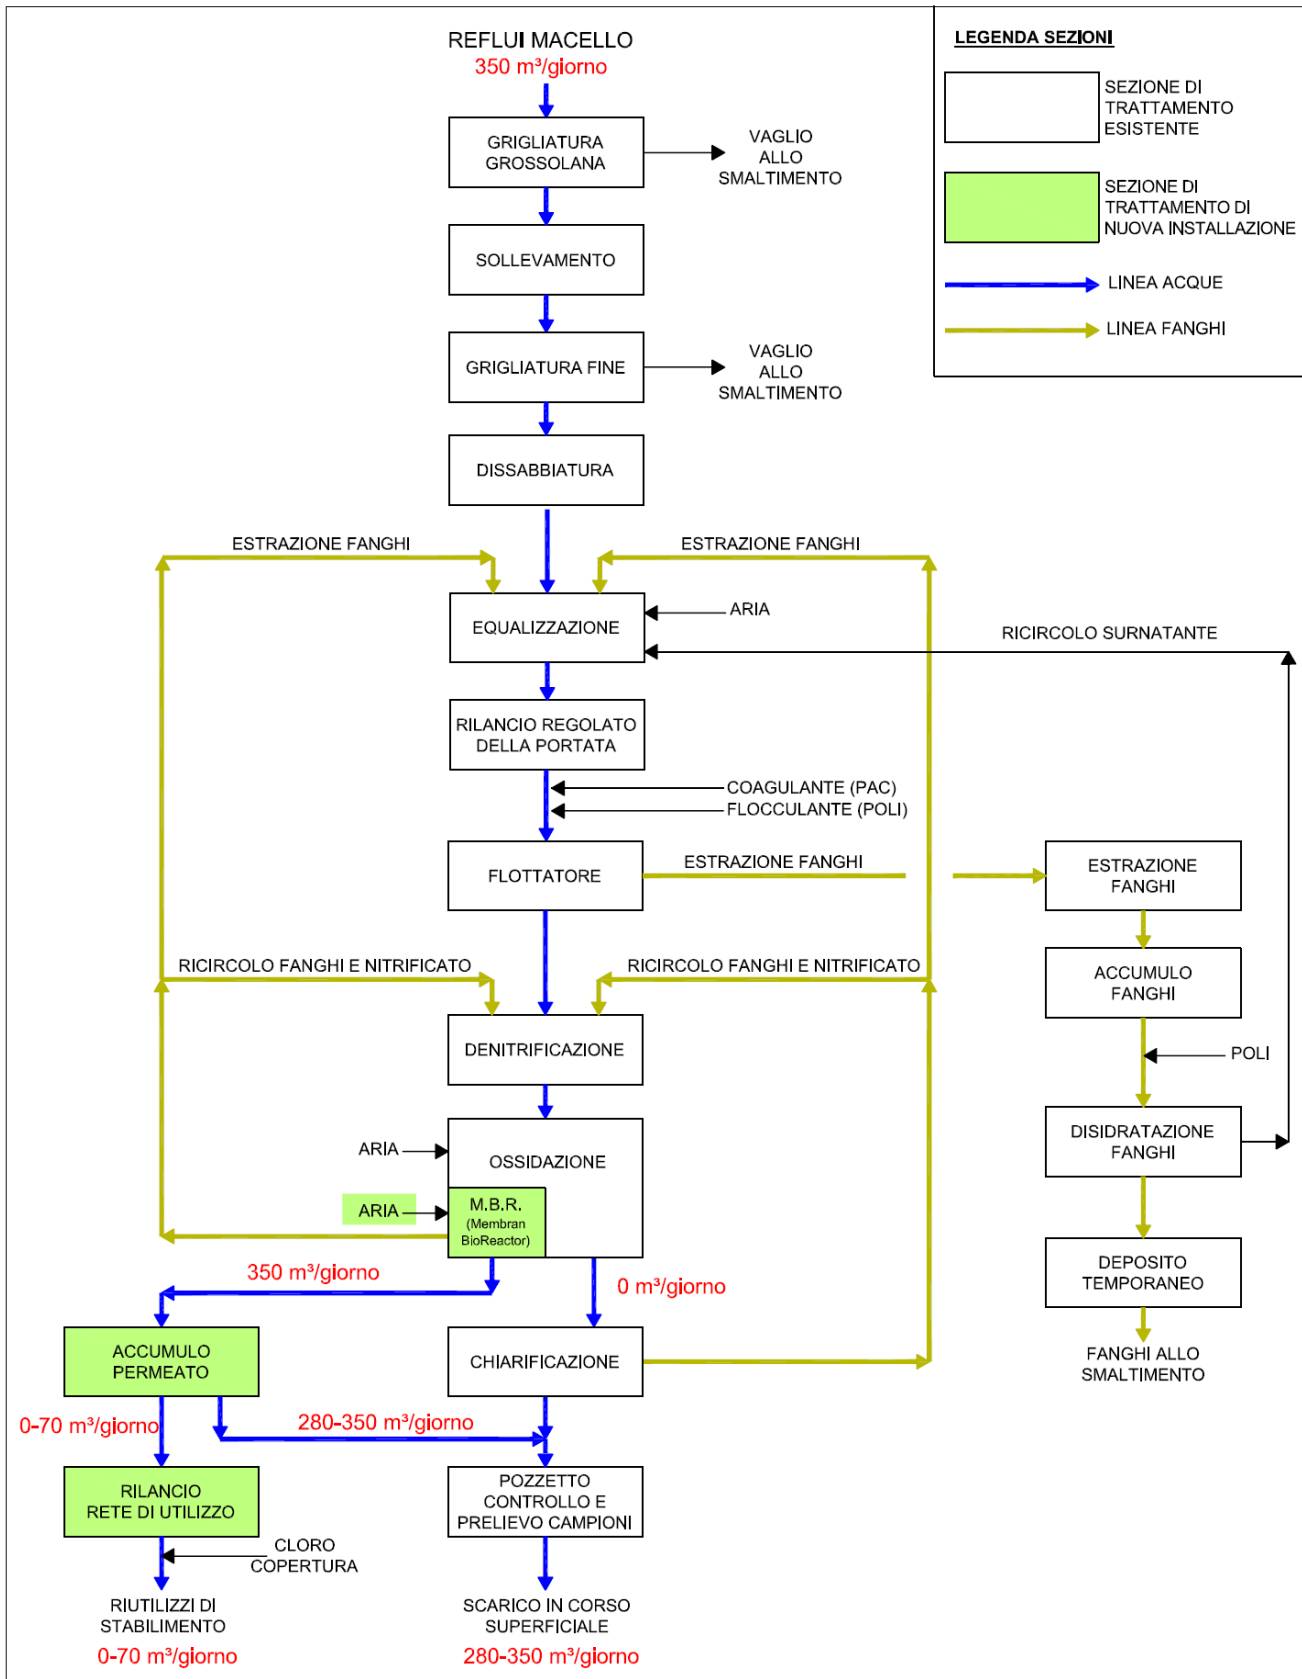 REFLUI MACELLO
350 m³/giorno
LEGENDA SEZIONI
SEZIONE DI
TRATTAMENTO
ESISTENTE
SEZIONE DI
TRATTAMENTO DI
NUOVA INSTALLAZIONE
LINEA ACQUE
LINEA FANGHI
GRIGLIATURA
GROSSOLANA
VAGLIO
ALLO
SMALTIMENTO
SOLLEVAMENTO
GRIGLIATURA FINE
VAGLIO
ALLO
SMALTIMENTO
DISSABBIATURA
ESTRAZIONE FANGHI
ESTRAZIONE FANGHI
EQUALIZZAZIONE
ARIA
RICIRCOLO SURNATANTE
RILANCIO REGOLATO
DELLA PORTATA
COAGULANTE (PAC)
FLOCCULANTE (POLI)
FLOTTATORE
ESTRAZIONE FANGHI
ESTRAZIONE
FANGHI
RICIRCOLO FANGHI E NITRIFICATO
RICIRCOLO FANGHI E NITRIFICATO
ACCUMULO
FANGHI
DENITRIFICAZIONE
POLI
DISIDRATAZIONE
FANGHI
ARIA
OSSIDAZIONE
ARIA
M.B.R.
(Membran
BioReactor)
DEPOSITO
TEMPORANEO
350 m³/giorno
0 m³/giorno
ACCUMULO
PERMEATO
CHIARIFICAZIONE
FANGHI ALLO
SMALTIMENTO
0-70 m³/giorno
280-350 m³/giorno
RILANCIO
RETE DI UTILIZZO
POZZETTO
CONTROLLO E
PRELIEVO CAMPIONI
CLORO
COPERTURA
RIUTILIZZI DI
STABILIMENTO
0-70 m³/giorno
SCARICO IN CORSO
SUPERFICIALE
280-350 m³/giorno